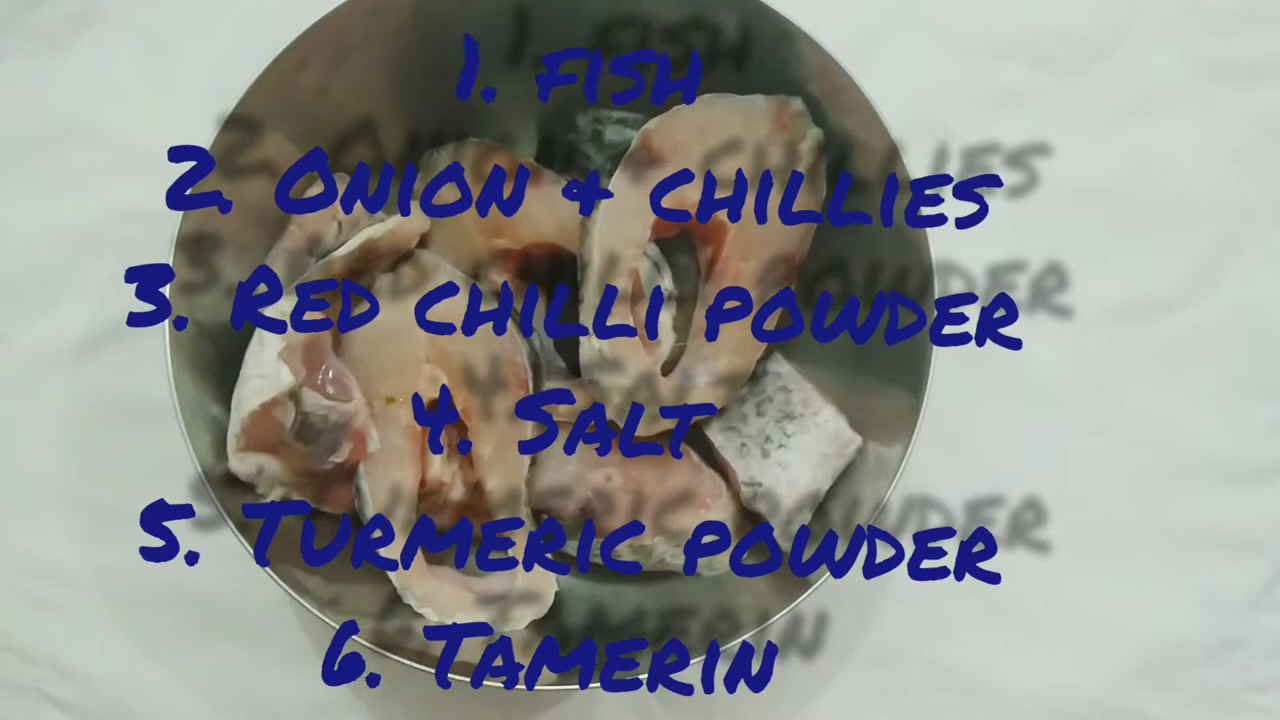 1. Fish
2. Onion & chillies
3. Red chilli powder
4. Salt
5. Turmeric powder
6. Tamerin